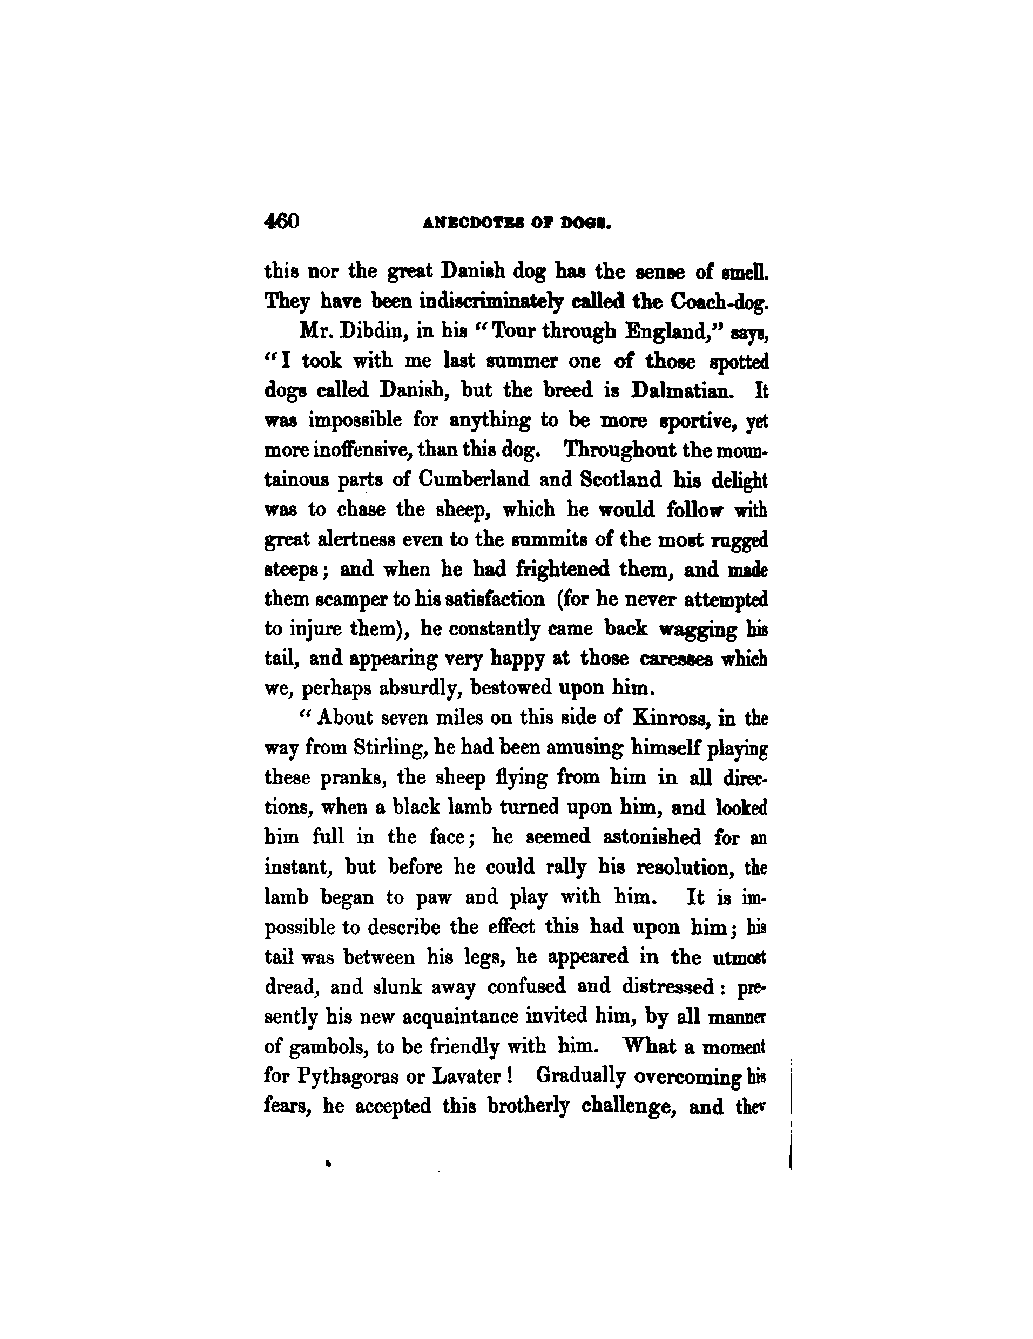 460 ANECDOTES OF DOGS.
this nor the great Danish dog has the sense of smell.
They have been indiscriminately called the Coach-dog.
Mr. Dibdin, in his "Tour through England," says,
"I took with me last summer one of those spotted
dogs called Danish, but the breed is Dalmatian. It
was impossible for anything to be more sportive, yet
more inoffensive, than this dog. Throughout the moun-
tainous parts of Cumberland and Scotland his delight
was to chase the sheep, which he would follow with
great alertness even to the summits of the most rugged
steeps; and when he had frightened them, and made
them scamper to his satisfaction (for he never attempted
to injure them), he constantly came back wagging his
tail, and appearing very happy at those caresses which
we, perhaps absurdly, bestowed upon him.
"About seven miles on this side of Kinross, in the
way from Stirling, he had been amusing himself playing
these pranks, the sheep flying from him in all direc-
tions, when a black lamb turned upon him, and looked
him full in the face; he seemed astonished for an
instant, but before he could rally his resolution, the
lamb began to paw and play with him. It is im-
possible to describe the effect this had upon him; his
tail was between his legs, he appeared in the utmost
dread, and slunk away confused and distressed: pre-
sently his new acquaintance invited him, by all manner
of gambols, to be friendly with him. What a moment
for Pythagoras or Lavater! Gradually overcoming his
fears, he accepted this brotherly challenge, and they